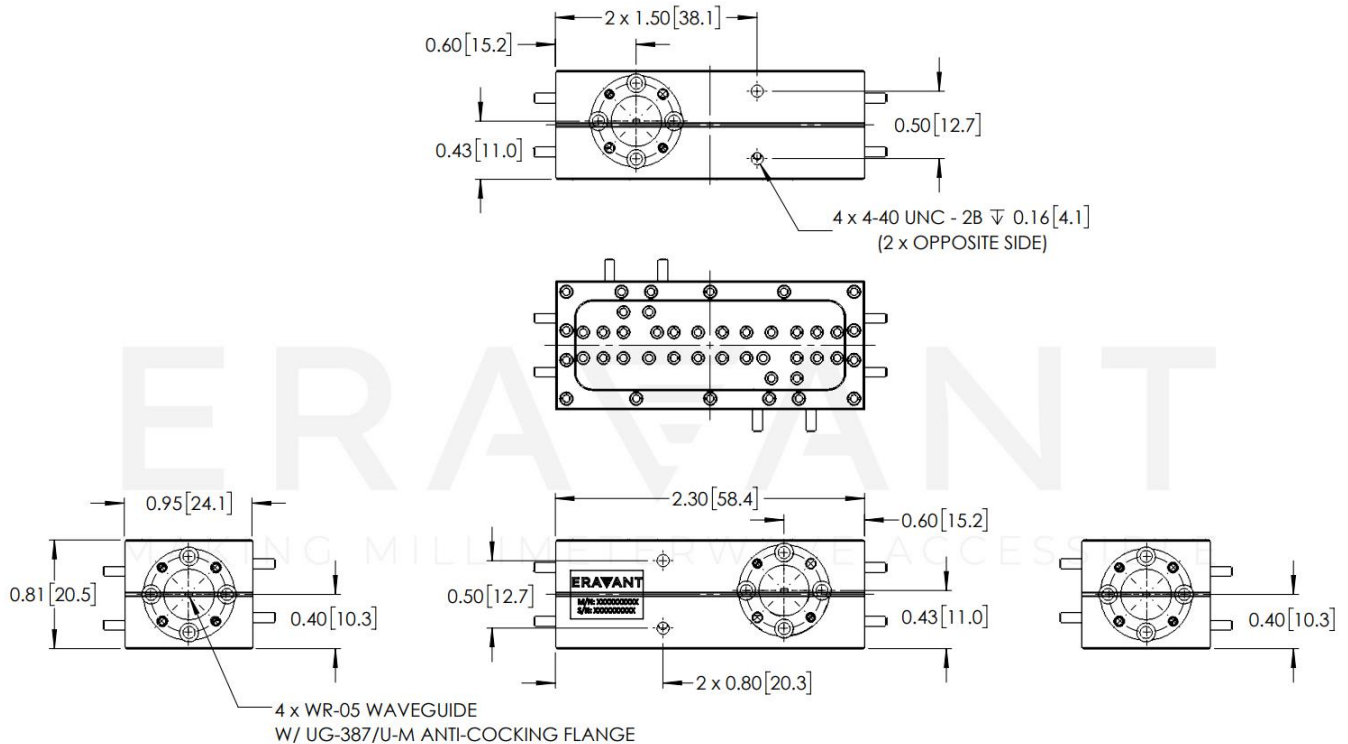 2 x 1.50[38.1]
0.60[15.2]
0.43[11.0]
0.50[12.7]
4 x 4-40 UNC - 2B ↧ 0.16[4.1]
(2 x OPPOSITE SIDE)
ERAVANT
MAKING MILLIMETERWAVE ACCESSIBLE
0.95[24.1]
0.81[20.5]
0.40[10.3]
4 x WR-05 WAVEGUIDE
W/ UG-387/U-M ANTI-COCKING FLANGE
2.30[58.4]
0.60[15.2]
0.50[12.7]
ERAVANT
M/N: XXXXXXXXXX
S/N: XXXXXXXXXX
0.43[11.0]
2 x 0.80[20.3]
0.40[10.3]